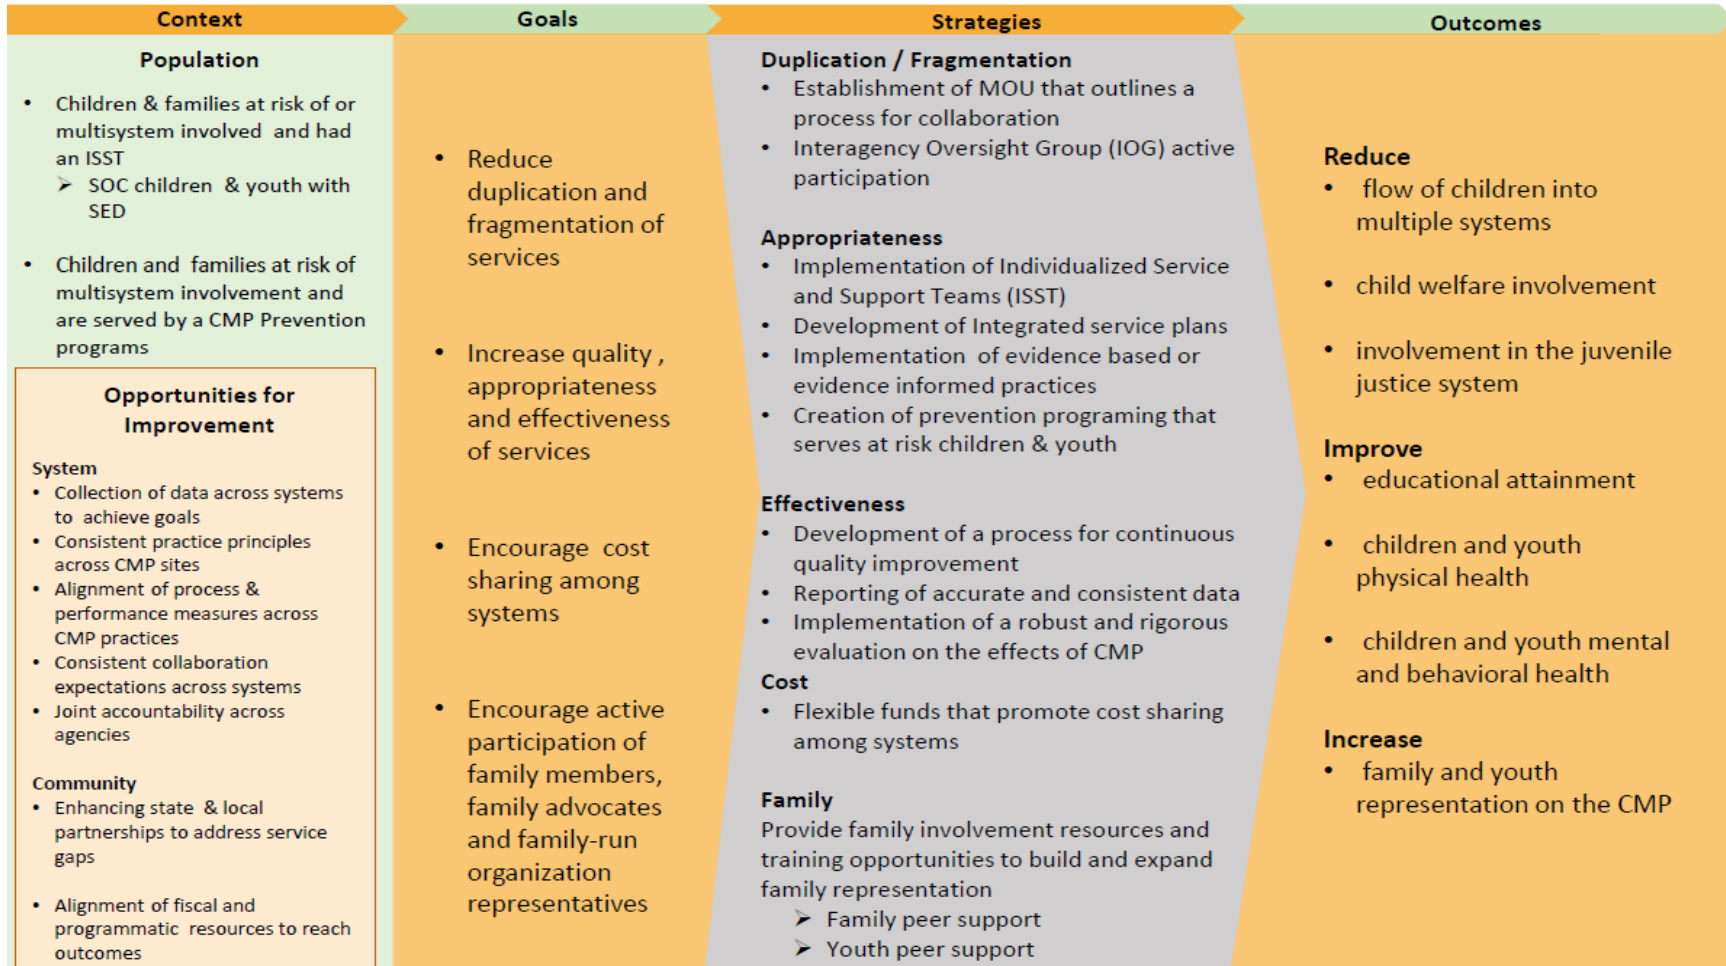 Context
Goals
Strategies
Outcomes
Population
• Children & families at risk of or
multisystem involved and had
an ISST
➢ SOC children & youth with
SED
• Children and families at risk of
multisystem involvement and
are served by a CMP Prevention
programs
Opportunities for
Improvement
System
• Collection of data across systems
to achieve goals
• Consistent practice principles
across CMP sites
• Alignment of process &
performance measures across
CMP practices
• Consistent collaboration
expectations across systems
• Joint accountability across
agencies
Community
• Enhancing state & local
partnerships to address service
gaps
• Alignment of fiscal and
programmatic resources to reach
outcomes
• Reduce
duplication and
fragmentation of
services
• Increase quality ,
appropriateness
and effectiveness
of services
• Encourage cost
sharing among
systems
• Encourage active
participation of
family members,
family advocates
and family-run
organization
representatives
Duplication / Fragmentation
• Establishment of MOU that outlines a
process for collaboration
• Interagency Oversight Group (IOG) active
participation
Appropriateness
• Implementation of Individualized Service
and Support Teams (ISST)
• Development of Integrated service plans
• Implementation of evidence based or
evidence informed practices
• Creation of prevention programing that
serves at risk children & youth
Effectiveness
• Development of a process for continuous
quality improvement
• Reporting of accurate and consistent data
• Implementation of a robust and rigorous
evaluation on the effects of CMP
Cost
• Flexible funds that promote cost sharing
among systems
Family
Provide family involvement resources and
training opportunities to build and expand
family representation
➢ Family peer support
➢ Youth peer support
Reduce
• flow of children into
multiple systems
• child welfare involvement
• involvement in the juvenile
justice system
Improve
• educational attainment
• children and youth
physical health
• children and youth mental
and behavioral health
Increase
• family and youth
representation on the CMP